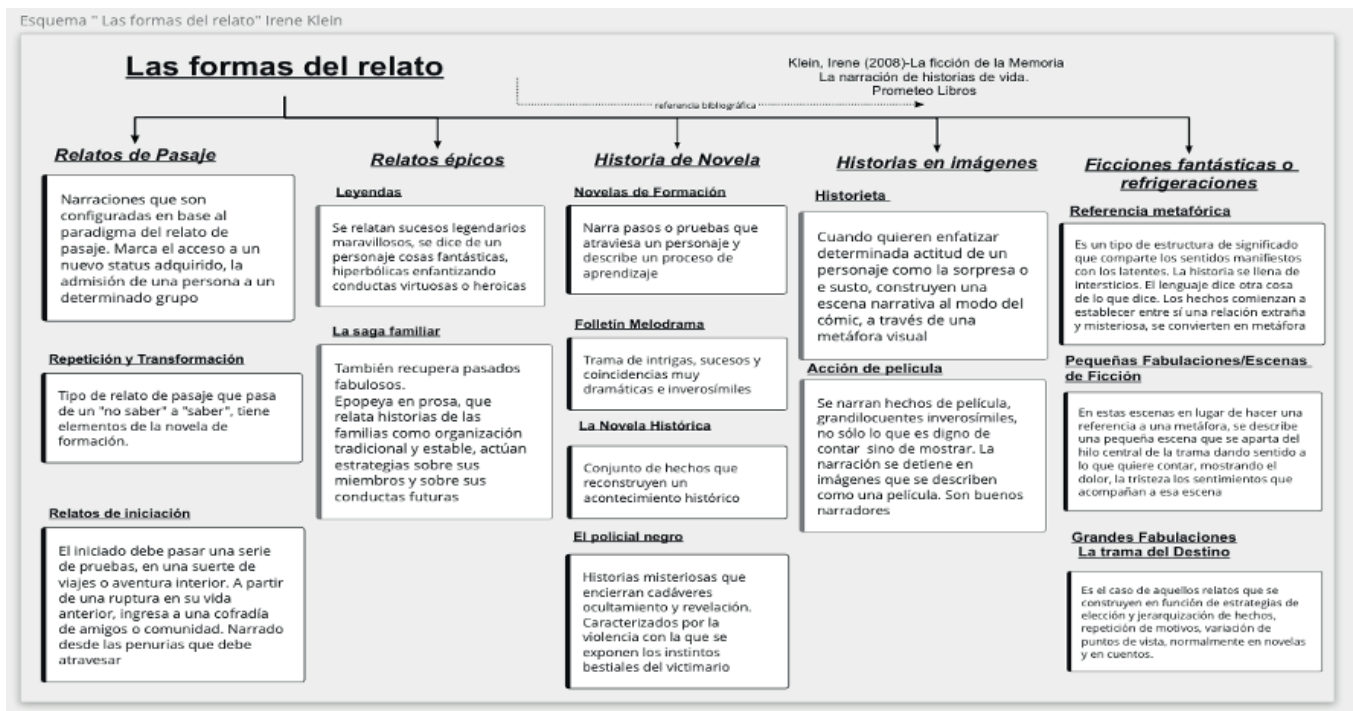 Esquema " Las formas del relato" Irene Klein
Las formas del relato
Klein, Irene (2008)-La ficción de la Memoria
La narración de historias de vida.
Prometeo Libros
referencia bibliográfica
Relatos de Pasaje
Narraciones que son
configuradas en base al
paradigma del relato de
pasaje. Marca el acceso a un
nuevo status adquirido, la
admisión de una persona a un
determinado grupo
Repetición y Transformación
Tipo de relato de pasaje que pasa
de un "no saber" a "saber", tiene
elementos de la novela de
formación.
Relatos de iniciación
El iniciado debe pasar una serie
de pruebas, en una suerte de
viajes o aventura interior. A partir
de una ruptura en su vida
anterior, ingresa a una cofradía
de amigos o comunidad. Narrado
desde las penurias que debe
atravesar
Relatos épicos
Leyendas
Se relatan sucesos legendarios
maravillosos, se dice de un
personaje cosas fantásticas,
hiperbólicas enfantizando
conductas virtuosas o heroicas
La saga familiar
También recupera pasados
fabulosos.
Epopeya en prosa, que
relata historias de las
familias como organización
tradicional y estable, actúan
estrategias sobre sus
miembros y sobre sus
conductas futuras
Historia de Novela
Novelas de Formación
Narra pasos o pruebas que
atraviesa un personaje y
describe un proceso de
aprendizaje
Folletín Melodrama
Trama de intrigas, sucesos y
coincidencias muy
dramáticas e inverosímiles
La Novela Histórica
Conjunto de hechos que
reconstruyen un
acontecimiento histórico
El policial negro
Historias misteriosas que
encierran cadáveres
ocultamiento y revelación.
Caracterizados por la
violencia con la que se
exponen los instintos
bestiales del victimario
Historias en imágenes
Historieta
Cuando quieren enfatizar
determinada actitud de un
personaje como la sorpresa o
e susto, construyen una
escena narrativa al modo del
cómic, a través de una
metáfora visual
Acción de película
Se narran hechos de película,
grandilocuentes inverosímiles,
no sólo lo que es digno de
contar sino de mostrar. La
narración se detiene en
imágenes que se describen
como una película. Son buenos
narradores
Ficciones fantásticas o
refrigeraciones
Referencia metafórica
Es un tipo de estructura de significado
que comparte los sentidos manifiestos
con los latentes. La historia se llena de
intersticios. El lenguaje dice otra cosa
de lo que dice. Los hechos comienzan a
establecer entre sí una relación extraña
y misteriosa, se convierten en metáfora
Pequeñas Fabulaciones/Escenas
de Ficción
En estas escenas en lugar de hacer una
referencia a una metáfora, se describe
una pequeña escena que se aparta del
hilo central de la trama dando sentido a
lo que quiere contar, mostrando el
dolor, la tristeza los sentimientos que
acompañan a esa escena
Grandes Fabulaciones
La trama del Destino
Es el caso de aquellos relatos que se
construyen en función de estrategias de
elección y jerarquización de hechos,
repetición de motivos, variación de
puntos de vista, normalmente en novelas
y en cuentos.